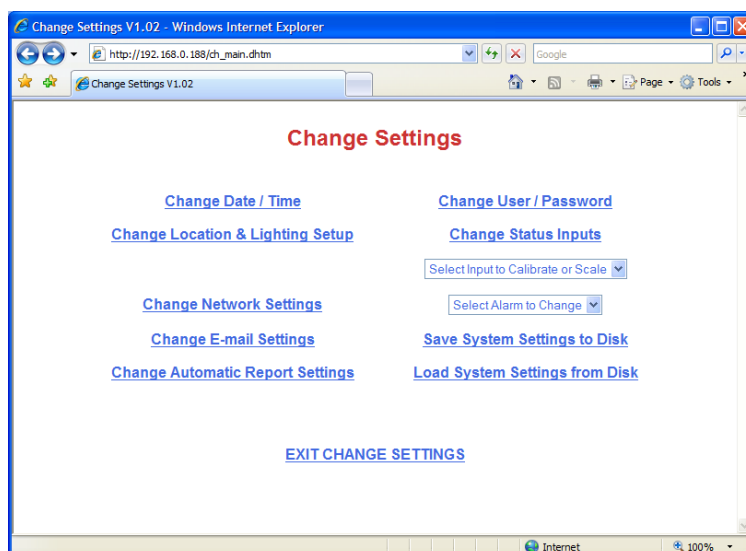 Change Settings V1.02 - Windows Internet Explorer
http://192.168.0.188/ch_main.dhtm
Google
Change Settings V1.02
Page
Tools
Change Settings
Change Date / Time
Change User / Password
Change Location & Lighting Setup
Change Status Inputs
Select Input to Calibrate or Scale
Change Network Settings
Select Alarm to Change
Change E-mail Settings
Save System Settings to Disk
Change Automatic Report Settings
Load System Settings from Disk
EXIT CHANGE SETTINGS
Internet
100%